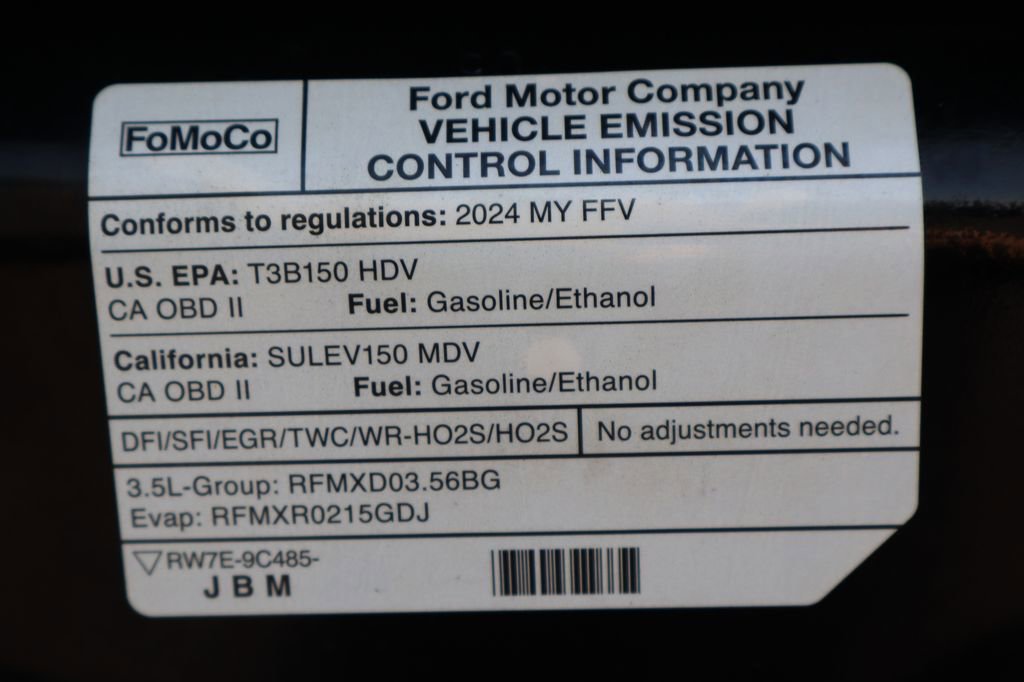 FoMoCo
Ford Motor Company
VEHICLE EMISSION
CONTROL INFORMATION
Conforms to regulations: 2024 MY FFV
U.S. EPA: T3B150 HDV
CA OBD II Fuel: Gasoline/Ethanol
California: SULEV150 MDV
CA OBD II Fuel: Gasoline/Ethanol
DFI/SFI/EGR/TWC/WR-HO2S/HO2S No adjustments needed.
3.5L-Group: RFMXD03.56BG
Evap: RFMXR0215GDJ
RW7E-9C485-
JBM